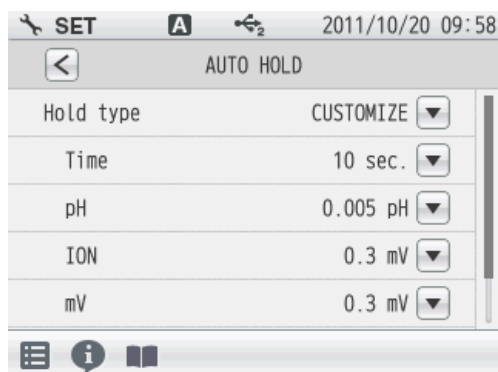 SET A 2 2011/10/20 09:58
< AUTO HOLD
Hold type CUSTOMIZE
Time 10 sec.
pH 0.005 pH
ION 0.3 mV
mV 0.3 mV